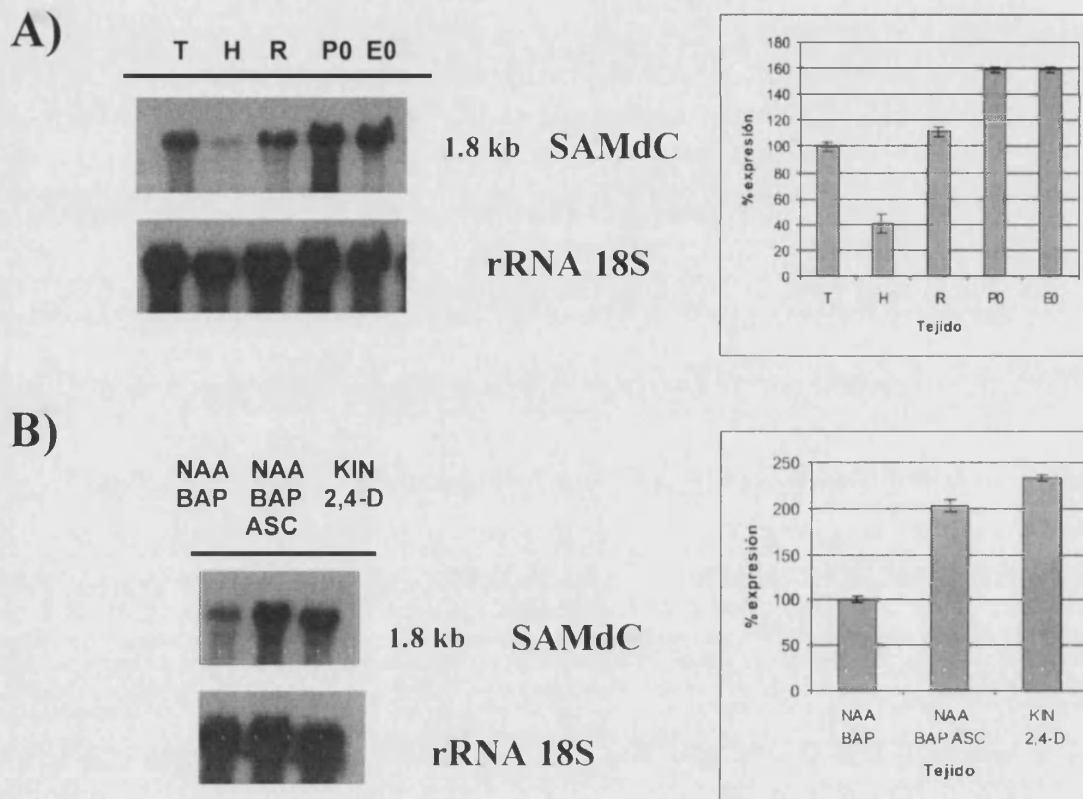 A)
T H R P0 E0
1.8 kb SAMdC
rRNA 18S
% expresión
180
160
140
120
100
80
60
40
20
0
T H R P0 E0
Tejido
B)
NAA NAA KIN
BAP BAP 2,4-D
ASC
1.8 kb SAMdC
rRNA 18S
% expresión
250
200
150
100
50
0
NAA NAA KIN
BAP BAP ASC 2,4-D
Tejido